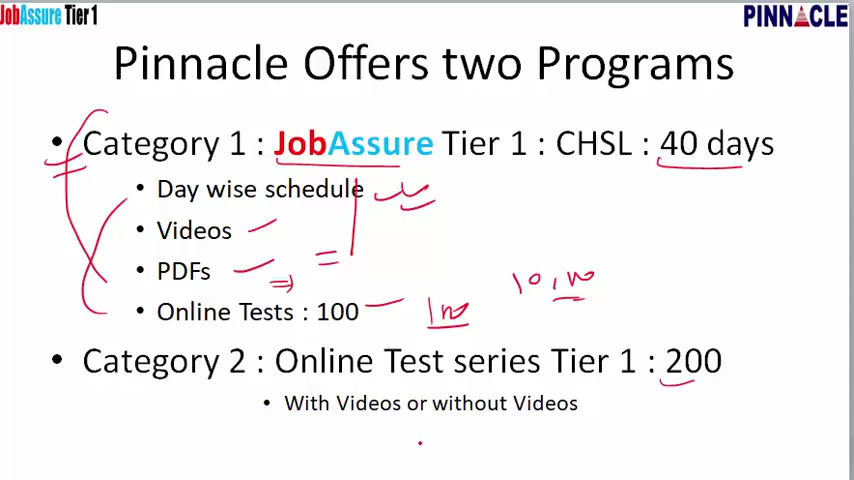 JobAssure Tier 1
PINNACLE
Pinnacle Offers two Programs
• Category 1 : JobAssure Tier 1 : CHSL : 40 days
• Day wise schedule
• Videos
• PDFs
• Online Tests : 100
100
• Category 2 : Online Test series Tier 1 : 200
• With Videos or without Videos